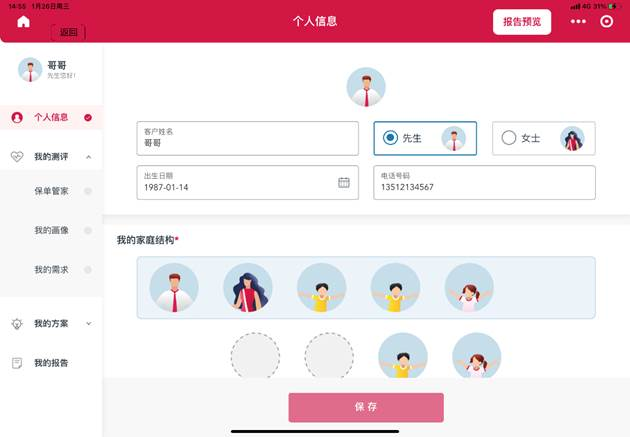 14:55 1月20日周三
4G 31%
个人信息
报告预览
返回
哥哥
先生您好!
个人信息
我的测评
保单管家
我的画像
我的需求
我的方案
我的报告
客户姓名
哥哥
先生
女士
出生日期
1987-01-14
电话号码
13512134567
我的家庭结构*
保存